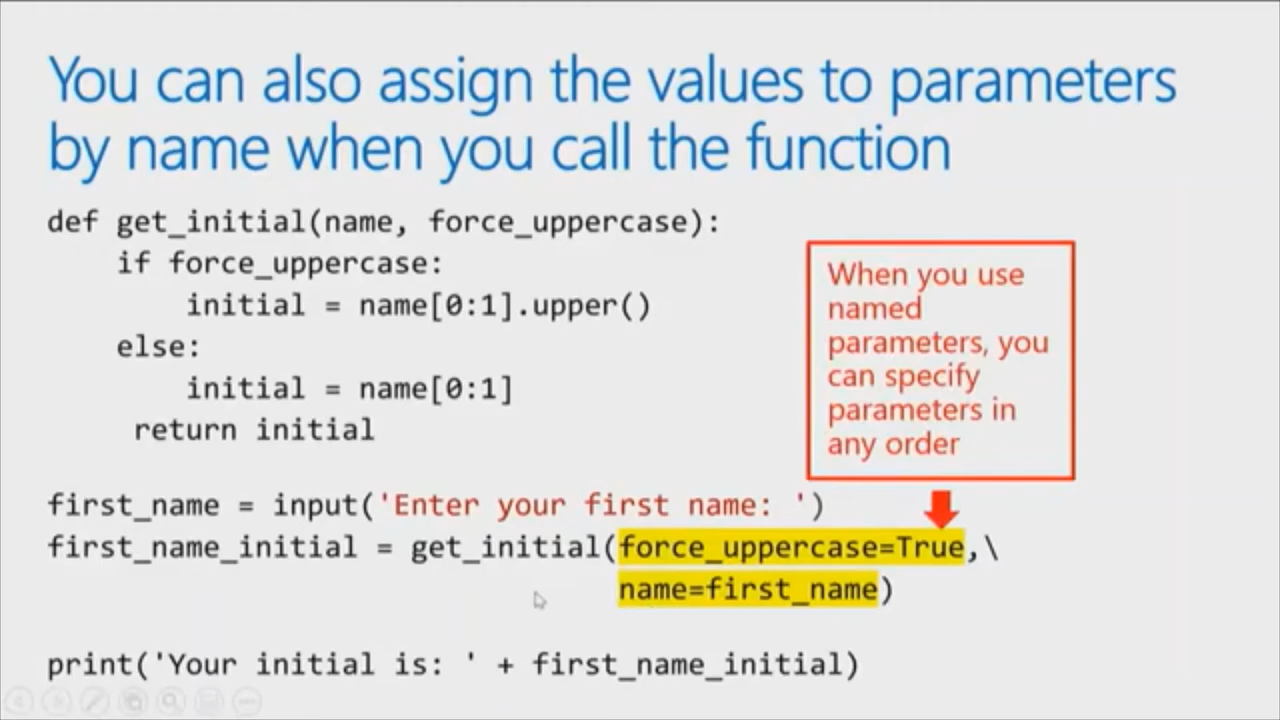 You can also assign the values to parameters
by name when you call the function
def get_initial(name, force_uppercase):
    if force_uppercase:
        initial = name[0:1].upper()
    else:
        initial = name[0:1]
     return initial
When you use
named
parameters, you
can specify
parameters in
any order
first_name = input('Enter your first name: ')
first_name_initial = get_initial(force_uppercase=True,\
                                 name=first_name)
print('Your initial is: ' + first_name_initial)